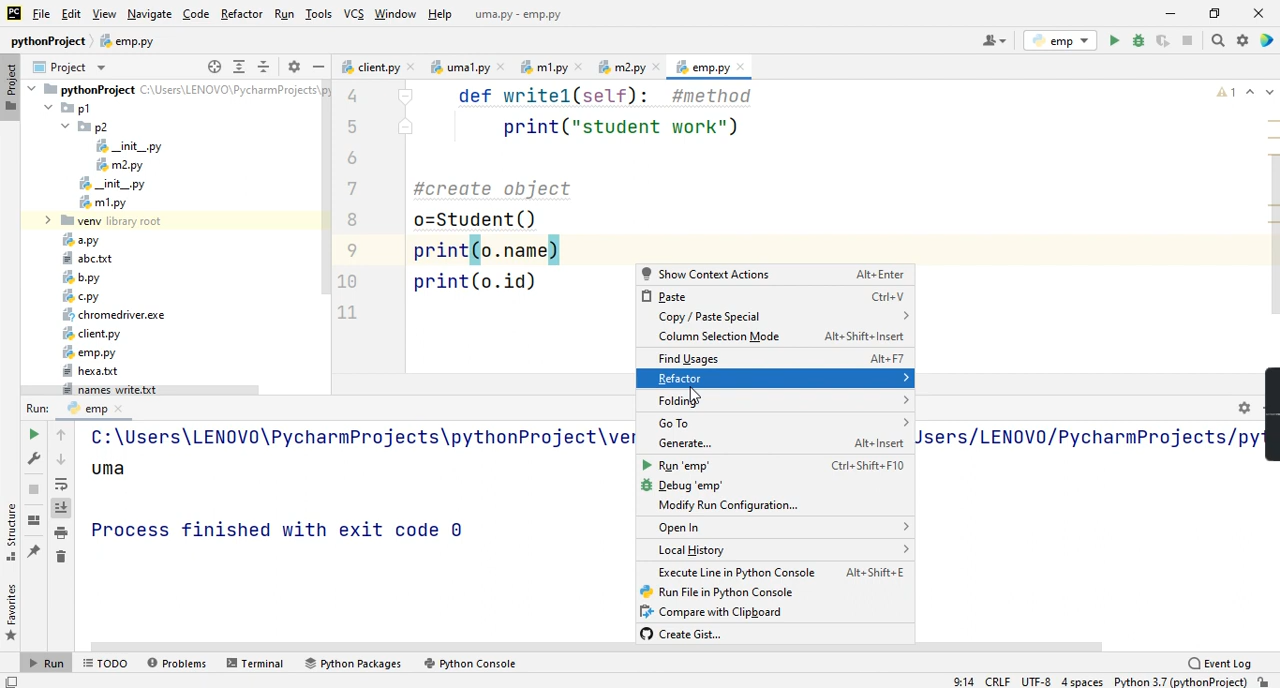 PC File Edit View Navigate Code Refactor Run Tools VCS Window Help uma.py - emp.py
pythonProject emp.py emp
Project client.py uma1.py m1.py m2.py emp.py
Project
pythonProject C:\Users\LENOVO\PycharmProjects\py
p1
p2
__init__.py
m2.py
__init__.py
m1.py
venv library root
a.py
abc.txt
b.py
c.py
chromedriver.exe
client.py
emp.py
hexa.txt
names write.txt
4 def write1(self): #method
5 print("student work")
6
7 #create object
8 o=Student()
9 print(o.name)
10 print(o.id)
11
1
Show Context Actions Alt+Enter
Paste Ctrl+V
Copy / Paste Special
Column Selection Mode Alt+Shift+Insert
Find Usages Alt+F7
Refactor
Folding
Go To
Generate... Alt+Insert
Run 'emp' Ctrl+Shift+F10
Debug 'emp'
Modify Run Configuration...
Open In
Local History
Execute Line in Python Console Alt+Shift+E
Run File in Python Console
Compare with Clipboard
Create Gist...
Run: emp
C:\Users\LENOVO\PycharmProjects\pythonProject\ve Users/LENOVO/PycharmProjects/pyt
uma
Process finished with exit code 0
Structure
Favorites
Run TODO Problems Terminal Python Packages Python Console Event Log
9:14 CRLF UTF-8 4 spaces Python 3.7 (pythonProject)